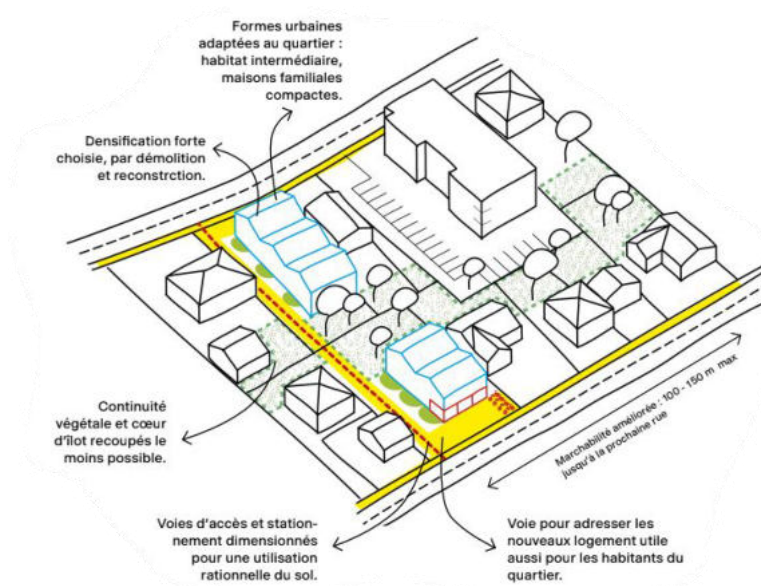 Formes urbaines
adaptées au quartier :
habitat intermédiaire,
maisons familiales
compactes.
Densification forte
choisie, par démolition
et reconstrction.
Continuité
végétale et cœur
d'îlot recoupés le
moins possible.
Marchabilité améliorée : 100 - 150 m max
jusqu'à la prochaine rue
Voies d'accès et station-
nement dimensionnés
pour une utilisation
rationnelle du sol.
Voie pour adresser les
nouveaux logement utile
aussi pour les habitants du
quartier.